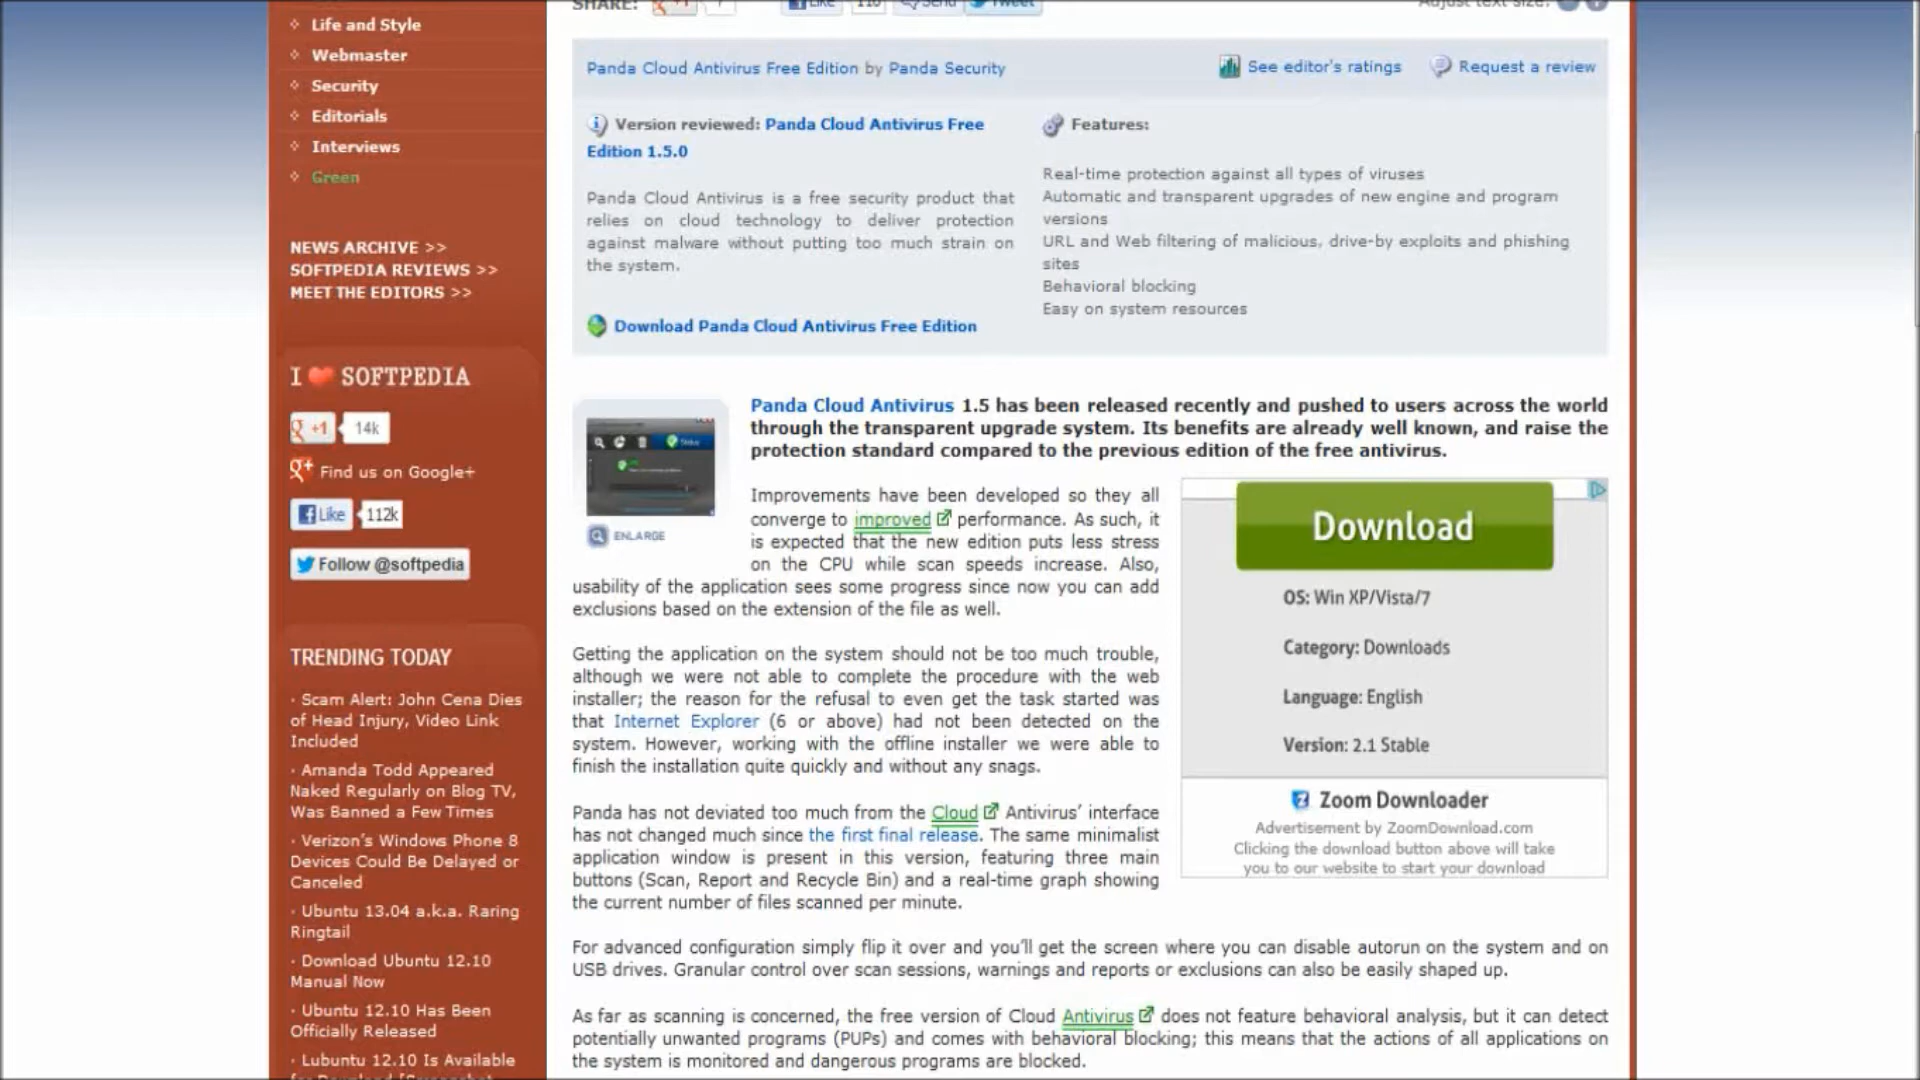 Life and Style
Webmaster
Security
Editorials
Interviews
Green
NEWS ARCHIVE >>
SOFTPEDIA REVIEWS >>
MEET THE EDITORS >>
I SOFTPEDIA
+1 14k
Find us on Google+
Like 112k
Follow @softpedia
TRENDING TODAY
· Scam Alert: John Cena Dies
of Head Injury, Video Link
Included
· Amanda Todd Appeared
Naked Regularly on Blog TV,
Was Banned a Few Times
· Verizon's Windows Phone 8
Devices Could Be Delayed or
Canceled
· Ubuntu 13.04 a.k.a. Raring
Ringtail
· Download Ubuntu 12.10
Manual Now
· Ubuntu 12.10 Has Been
Officially Released
· Lubuntu 12.10 Is Available
SHARE: +1 Like 110 Send Tweet
Adjust text size:
Panda Cloud Antivirus Free Edition by Panda Security
See editor's ratings
Request a review
Version reviewed: Panda Cloud Antivirus Free
Edition 1.5.0
Panda Cloud Antivirus is a free security product that
relies on cloud technology to deliver protection
against malware without putting too much strain on
the system.
Download Panda Cloud Antivirus Free Edition
Features:
Real-time protection against all types of viruses
Automatic and transparent upgrades of new engine and program
versions
URL and Web filtering of malicious, drive-by exploits and phishing
sites
Behavioral blocking
Easy on system resources
ENLARGE
Panda Cloud Antivirus 1.5 has been released recently and pushed to users across the world
through the transparent upgrade system. Its benefits are already well known, and raise the
protection standard compared to the previous edition of the free antivirus.
Improvements have been developed so they all
converge to improved performance. As such, it
is expected that the new edition puts less stress
on the CPU while scan speeds increase. Also,
usability of the application sees some progress since now you can add
exclusions based on the extension of the file as well.
Getting the application on the system should not be too much trouble,
although we were not able to complete the procedure with the web
installer; the reason for the refusal to even get the task started was
that Internet Explorer (6 or above) had not been detected on the
system. However, working with the offline installer we were able to
finish the installation quite quickly and without any snags.
Panda has not deviated too much from the Cloud Antivirus' interface
has not changed much since the first final release. The same minimalist
application window is present in this version, featuring three main
buttons (Scan, Report and Recycle Bin) and a real-time graph showing
the current number of files scanned per minute.
For advanced configuration simply flip it over and you'll get the screen where you can disable autorun on the system and on
USB drives. Granular control over scan sessions, warnings and reports or exclusions can also be easily shaped up.
As far as scanning is concerned, the free version of Cloud Antivirus does not feature behavioral analysis, but it can detect
potentially unwanted programs (PUPs) and comes with behavioral blocking; this means that the actions of all applications on
the system is monitored and dangerous programs are blocked.
Download
OS: Win XP/Vista/7
Category: Downloads
Language: English
Version: 2.1 Stable
Zoom Downloader
Advertisement by ZoomDownload.com
Clicking the download button above will take
you to our website to start your download